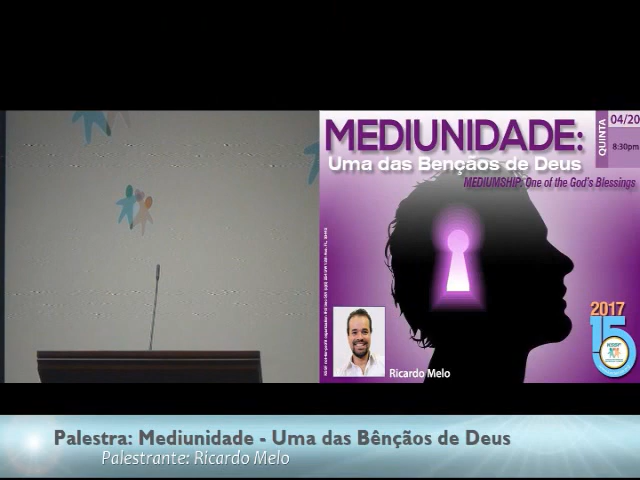 MEDIUNIDADE:
Uma das Bençãos de Deus
MEDIUMSHIP: One of the God's Blessings
QUINTA
04/20
8:30pm
2017
15
Ricardo Melo
Palestra: Mediunidade - Uma das Bênçãos de Deus
Palestrante: Ricardo Melo